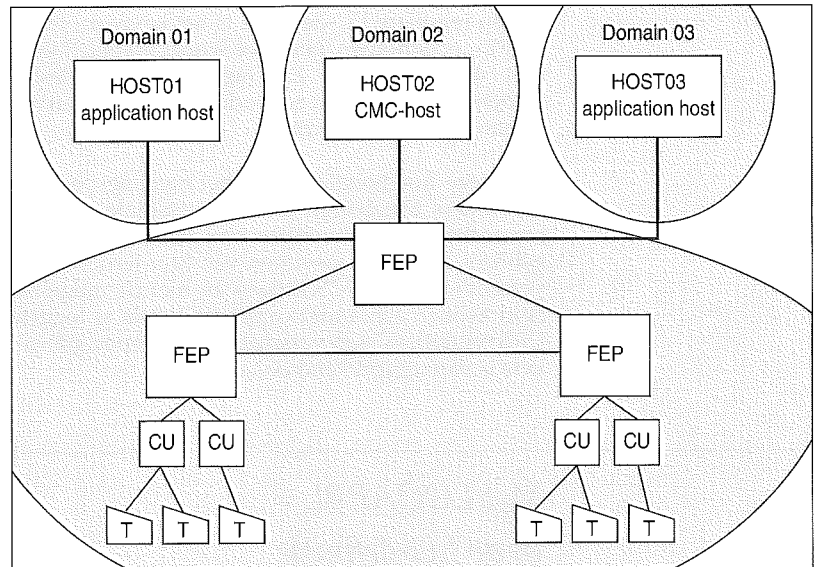 Domain 01
Domain 02
Domain 03
HOST01
application host
HOST02
CMC-host
HOST03
application host
FEP
FEP
FEP
CU
CU
CU
CU
T
T
T
T
T
T